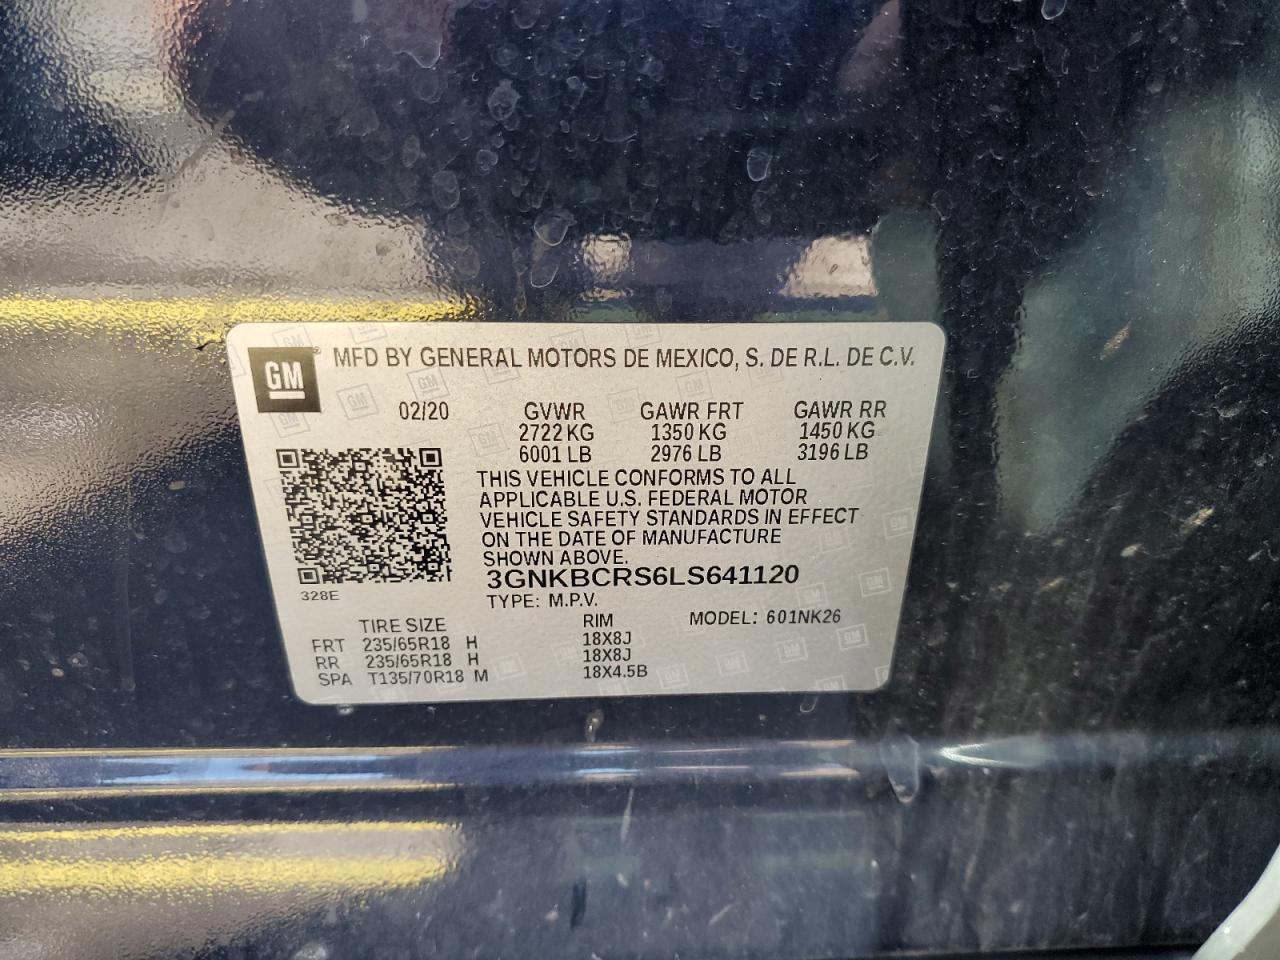 GM® MFD BY GENERAL MOTORS DE MEXICO, S. DE R.L. DE C.V.
02/20 GVWR GAWR FRT GAWR RR
2722 KG 1350 KG 1450 KG
6001 LB 2976 LB 3196 LB
THIS VEHICLE CONFORMS TO ALL
APPLICABLE U.S. FEDERAL MOTOR
VEHICLE SAFETY STANDARDS IN EFFECT
ON THE DATE OF MANUFACTURE
SHOWN ABOVE.
3GNKBCRS6LS641120
328E
TYPE: M.P.V.
TIRE SIZE RIM MODEL: 601NK26
FRT 235/65R18 H 18X8J
RR 235/65R18 H 18X8J
SPA T135/70R18 M 18X4.5B